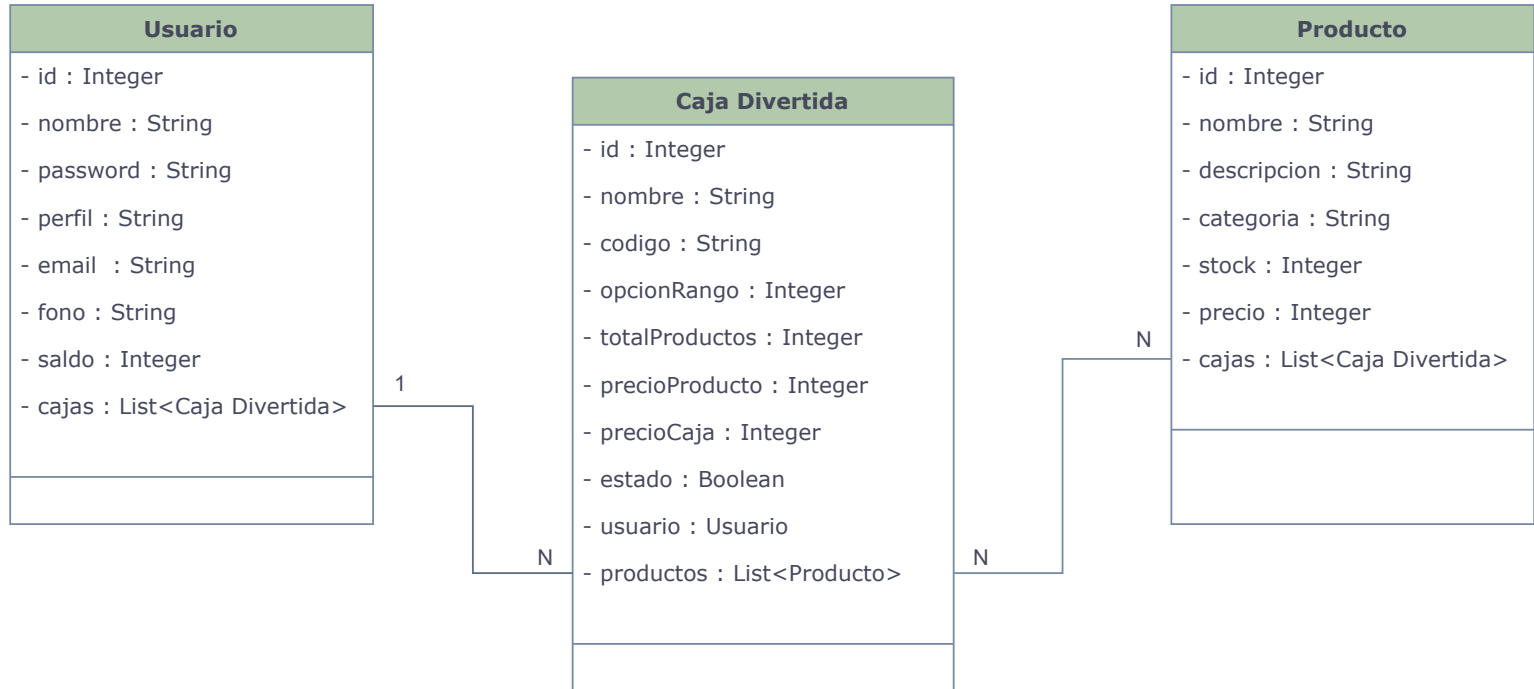 Usuario
- id : Integer
- nombre : String
- password : String
- perfil : String
- email : String
- fono : String
- saldo : Integer
- cajas : List<Caja Divertida>
1
N
Caja Divertida
- id : Integer
- nombre : String
- codigo : String
- opcionRango : Integer
- totalProductos : Integer
- precioProducto : Integer
- precioCaja : Integer
- estado : Boolean
- usuario : Usuario
- productos : List<Producto>
N
N
Producto
- id : Integer
- nombre : String
- descripcion : String
- categoria : String
- stock : Integer
- precio : Integer
- cajas : List<Caja Divertida>